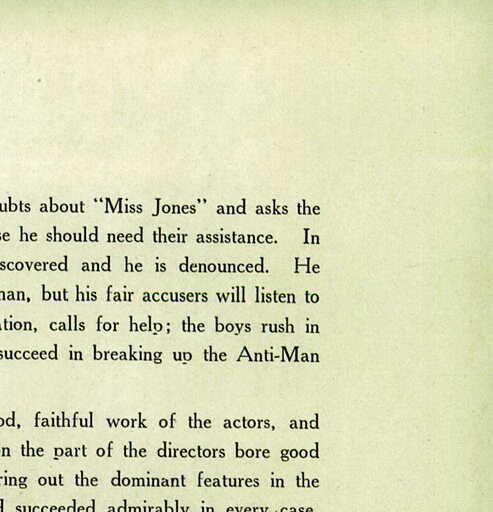 ubts about “Miss Jones” and asks the
se he should need their assistance. In
scovered and he is denounced. He
nan, but his fair accusers will listen to
ation, calls for help; the boys rush in
succeed in breaking up the Anti-Man
od, faithful work of the actors, and
n the part of the directors bore good
ring out the dominant features in the
d succeeded admirably in every case.